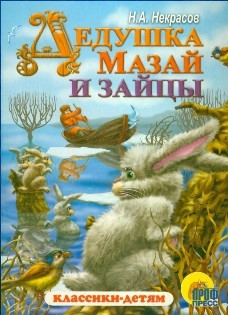 Н.А. Некрасов
Дедушка
Мазай
и зайцы
классики-детям
ПРОФ
ПРЕСС